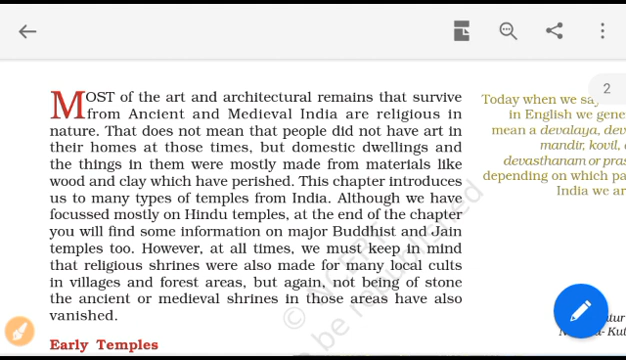 2
MOST of the art and architectural remains that survive
from Ancient and Medieval India are religious in
nature. That does not mean that people did not have art in
their homes at those times, but domestic dwellings and
the things in them were mostly made from materials like
wood and clay which have perished. This chapter introduces
us to many types of temples from India. Although we have
focussed mostly on Hindu temples, at the end of the chapter
you will find some information on major Buddhist and Jain
temples too. However, at all times, we must keep in mind
that religious shrines were also made for many local cults
in villages and forest areas, but again, not being of stone
the ancient or medieval shrines in those areas have also
vanished.
Early Temples
Today when we say
in English we
mean a devalaya,
mandir, kovil,
devasthanam or
depending on which
India we
© NCERT
be republished